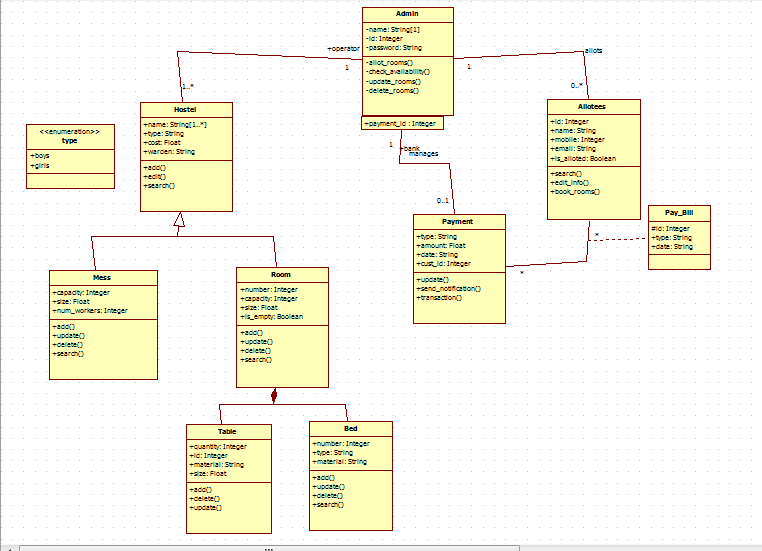 Admin
-name: String[1]
-id: Integer
-password: String
-allot_rooms()
-check_availability()
-update_rooms()
-delete_rooms()
+payment_id : Integer
+operator
1
1..*
allots
1
0..*
Hostel
+name: String[1..*]
+type: String
+cost: Float
+warden: String
+add()
+edit()
+search()
<<enumeration>>
type
+boys
+girls
Allotees
+id: Integer
+name: String
+mobile: Integer
+email: String
+is_alloted: Boolean
+search()
+edit_info()
+book_rooms()
1
+bank
manages
0..1
Payment
+type: String
+amount: Float
+date: String
+cust_id: Integer
+update()
+send_notification()
+transaction()
*
*
Pay_Bill
#id: Integer
+type: String
+date: String
Mess
+capacity: Integer
+size: Float
+num_workers: Integer
+add()
+update()
+delete()
+search()
Room
+number: Integer
+capacity: Integer
+size: Float
+is_empty: Boolean
+add()
+update()
+delete()
+search()
Table
+quantity: Integer
+id: Integer
+material: String
+size: Float
+add()
+delete()
+update()
Bed
+number: Integer
+type: String
+material: String
+add()
+update()
+delete()
+search()